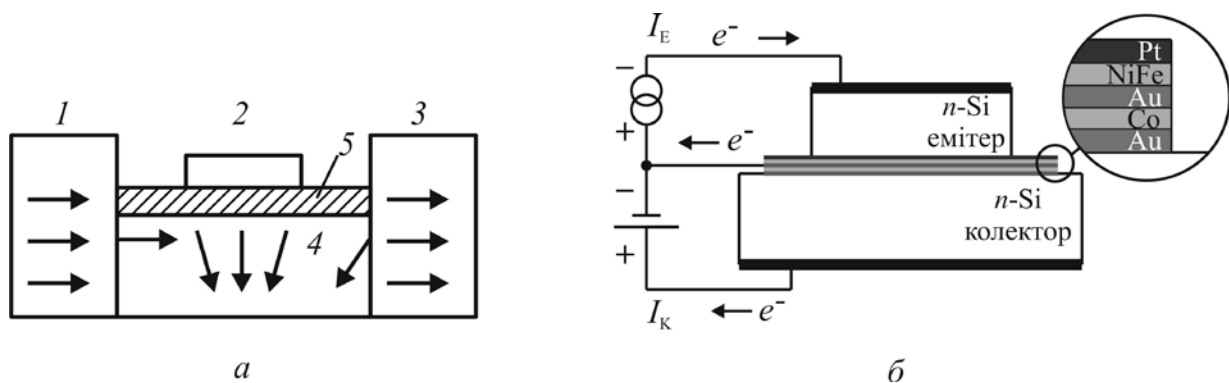 1
2
3
5
4
а
I_E
e⁻
−
+
e⁻
−
+
I_K
e⁻
n-Si
емітер
n-Si
колектор
Pt
NiFe
Au
Co
Au
б